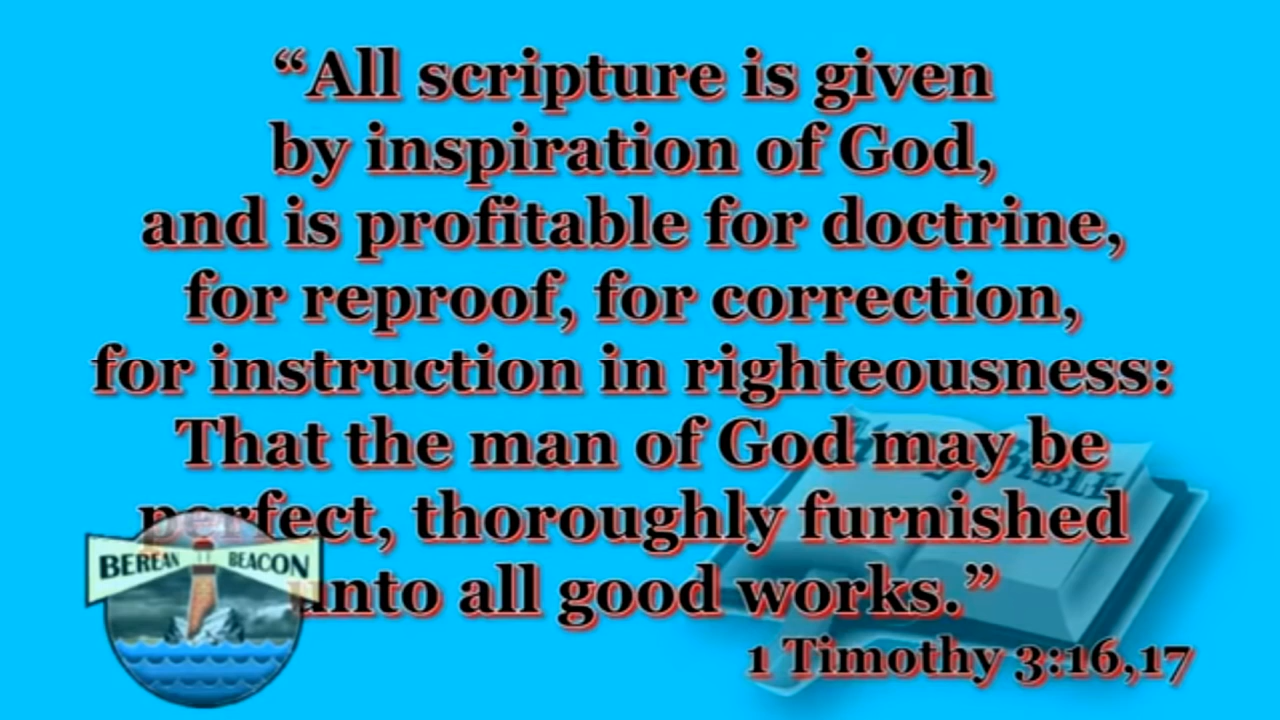 “All scripture is given
by inspiration of God,
and is profitable for doctrine,
for reproof, for correction,
for instruction in righteousness:
That the man of God may be
perfect, thoroughly furnished
unto all good works.”
1 Timothy 3:16,17
BEREAN BEACON
HOLY BIBLE